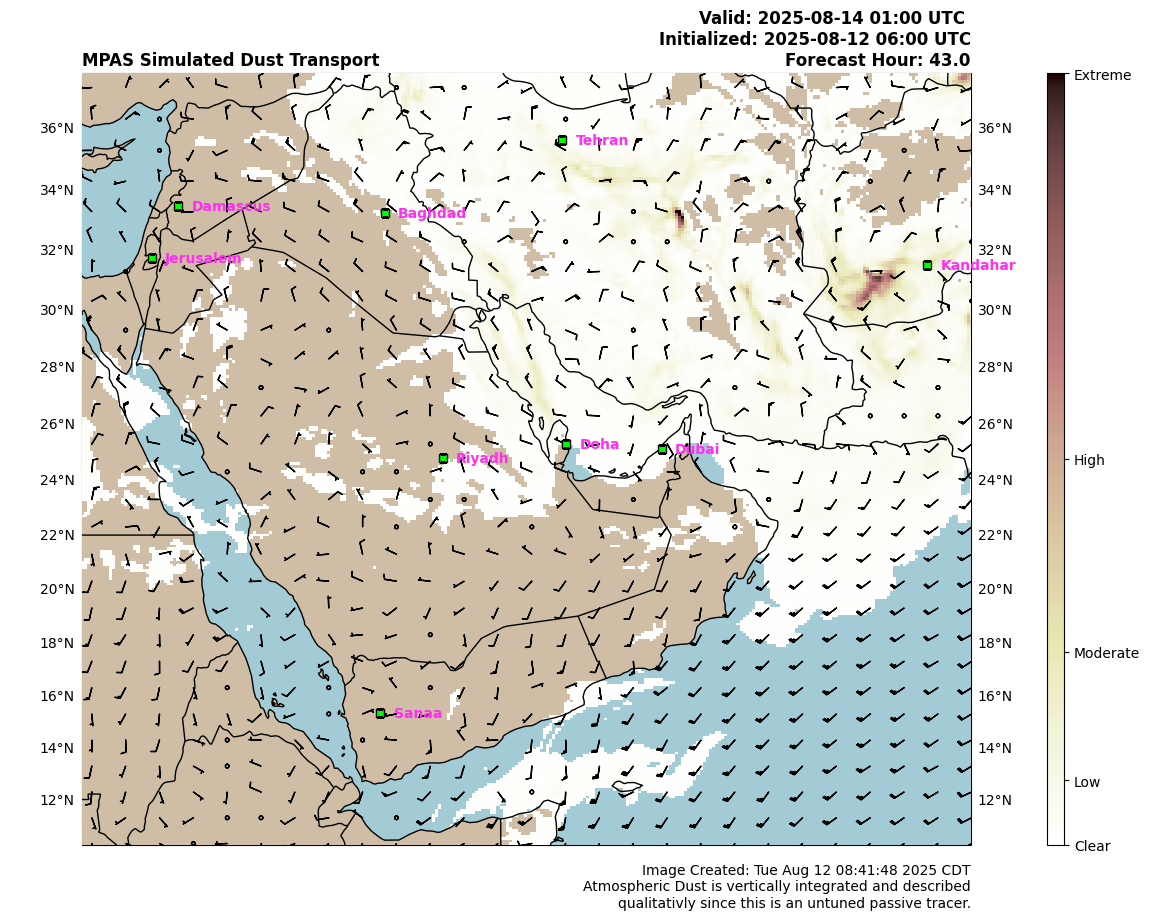 Valid: 2025-08-14 01:00 UTC
Initialized: 2025-08-12 06:00 UTC
MPAS Simulated Dust Transport
Forecast Hour: 43.0
Extreme
36°N
36°N
Tehran
34°N
34°N
Damascus
Baghdad
32°N
32°N
Jerusalem
Kandahar
30°N
30°N
28°N
28°N
26°N
26°N
Doha
Dubai
Riyadh
High
24°N
24°N
22°N
22°N
20°N
20°N
18°N
18°N
Moderate
16°N
16°N
Sanaa
14°N
14°N
12°N
12°N
Low
Clear
Image Created: Tue Aug 12 08:41:48 2025 CDT
Atmospheric Dust is vertically integrated and described
qualitativly since this is an untuned passive tracer.